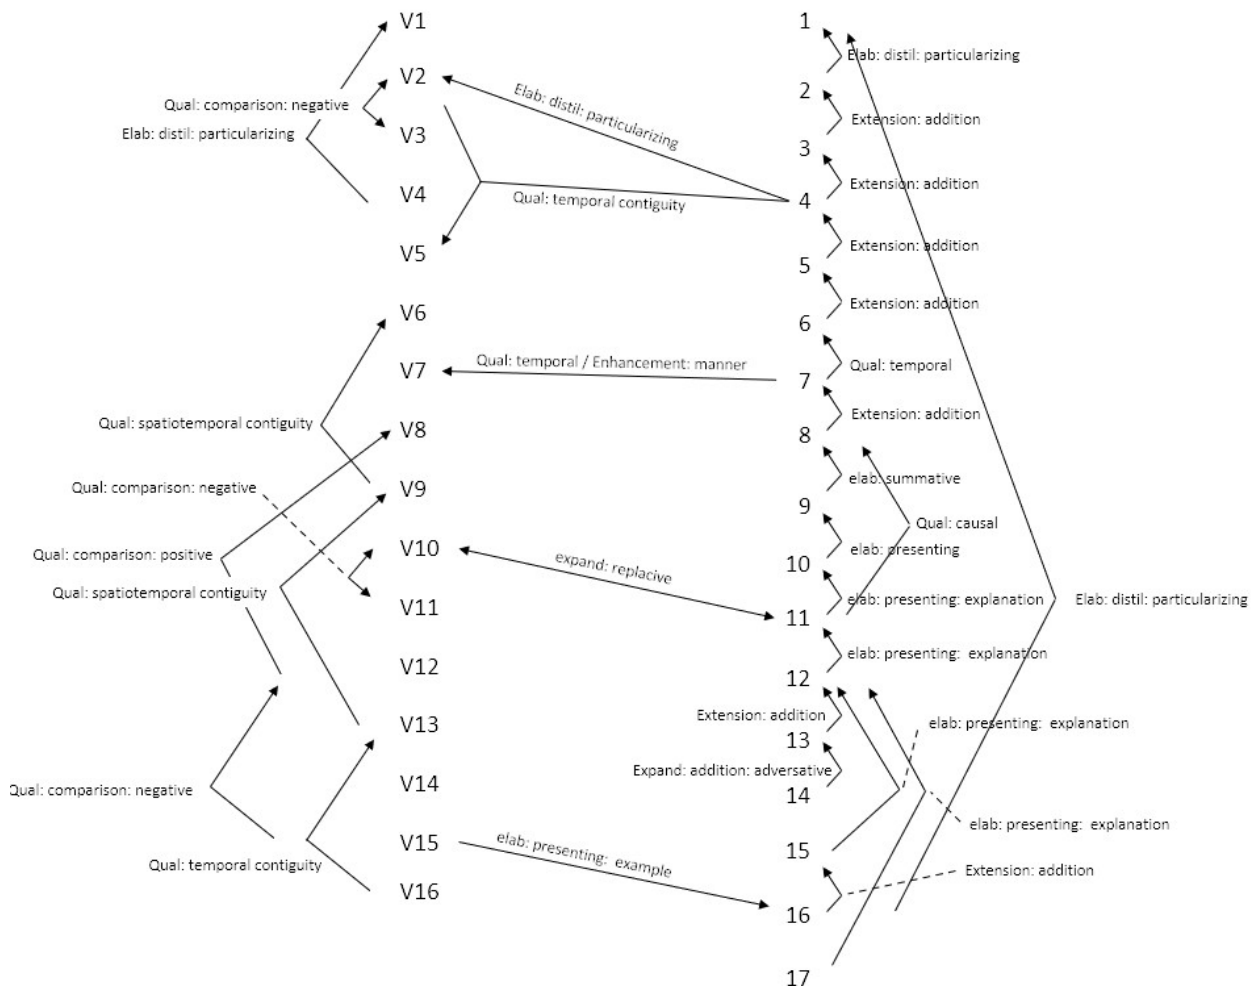 V1
1
Elab: distil: particularizing
V2
Elab: distil: particularizing
2
Qual: comparison: negative
Extension: addition
Elab: distil: particularizing
V3
3
Extension: addition
V4
Qual: temporal contiguity
4
V5
Extension: addition
5
Extension: addition
V6
6
Qual: temporal / Enhancement: manner
Qual: temporal
V7
7
Qual: spatiotemporal contiguity
Extension: addition
V8
8
Qual: comparison: negative
V9
elab: summative
9
Qual: causal
Qual: comparison: positive
V10
expand: replacive
elab: presenting
10
Qual: spatiotemporal contiguity
V11
elab: presenting: explanation
Elab: distil: particularizing
11
V12
elab: presenting: explanation
12
V13
Extension: addition
elab: presenting: explanation
13
Expand: addition: adversative
V14
Qual: comparison: negative
14
elab: presenting: explanation
V15
elab: presenting: example
15
Qual: temporal contiguity
Extension: addition
V16
16
17